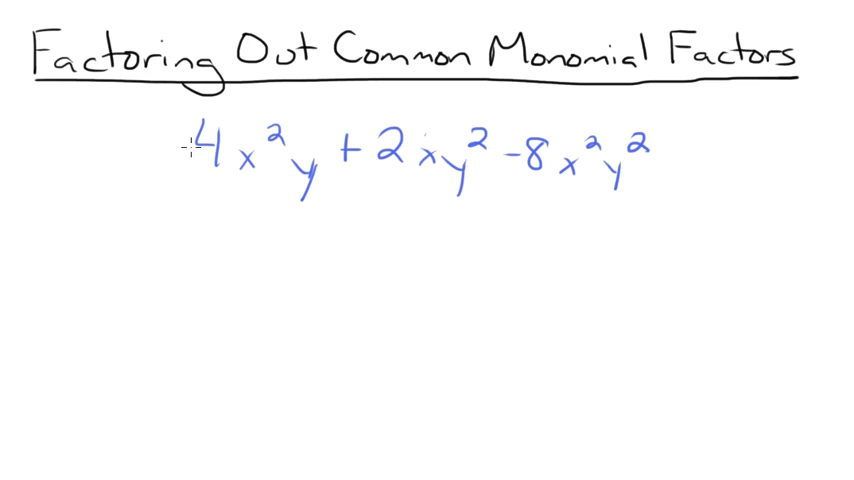 Factoring Out Common Monomial Factors
4x²y + 2xy² - 8x²y²